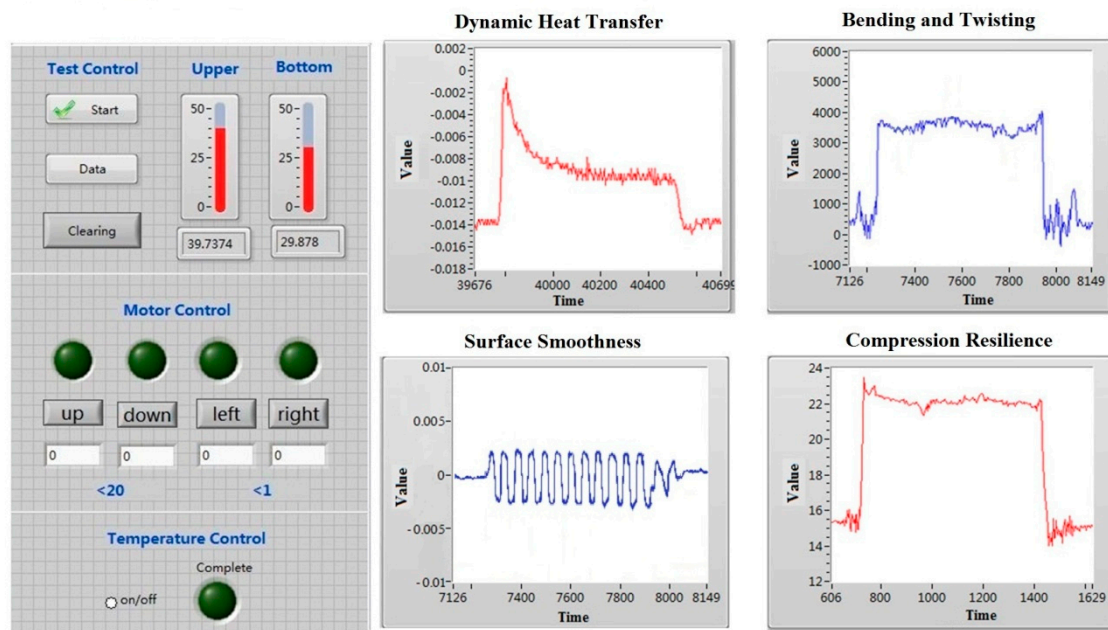 Test Control
Upper
Bottom
Start
Data
Clearing
50
25
0
39.7374
50
25
0
29.878
Motor Control
up
down
left
right
0
0
0
0
<20
<1
Temperature Control
Complete
on/off
Dynamic Heat Transfer
Value
0.002
0
-0.002
-0.004
-0.006
-0.008
-0.01
-0.012
-0.014
-0.016
-0.018
39676 40000 40200 40400 40699
Time
Bending and Twisting
Value
6000
5000
4000
3000
2000
1000
0
-1000
7126 7400 7600 7800 8000 8149
Time
Surface Smoothness
Value
0.01
0.005
0
-0.005
-0.01
7126 7400 7600 7800 8000 8149
Time
Compression Resilience
Value
24
22
20
18
16
14
12
606 800 1000 1200 1400 1629
Time